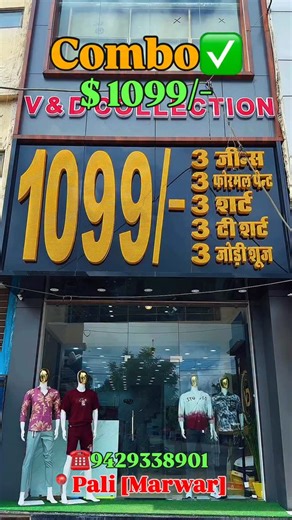 Combo✅
$1099/-
V & D COLLECTION
1099/-
3 जीन्स
3 फोरमल पेन्ट
3 शर्ट
3 टी शर्ट
3 जोड़ी शूज
☎️9429338901
📍Pali [Marwar]